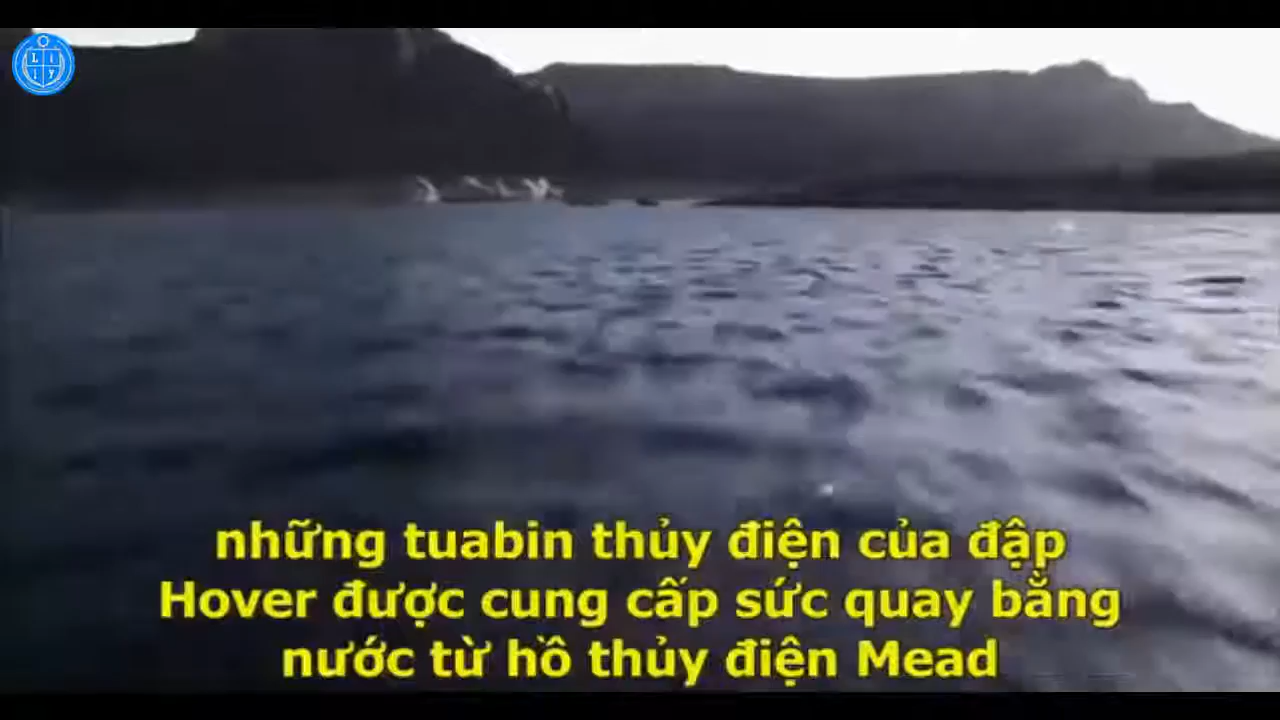 L i
i y
những tuabin thủy điện của đập
Hover được cung cấp sức quay bằng
nước từ hồ thủy điện Mead